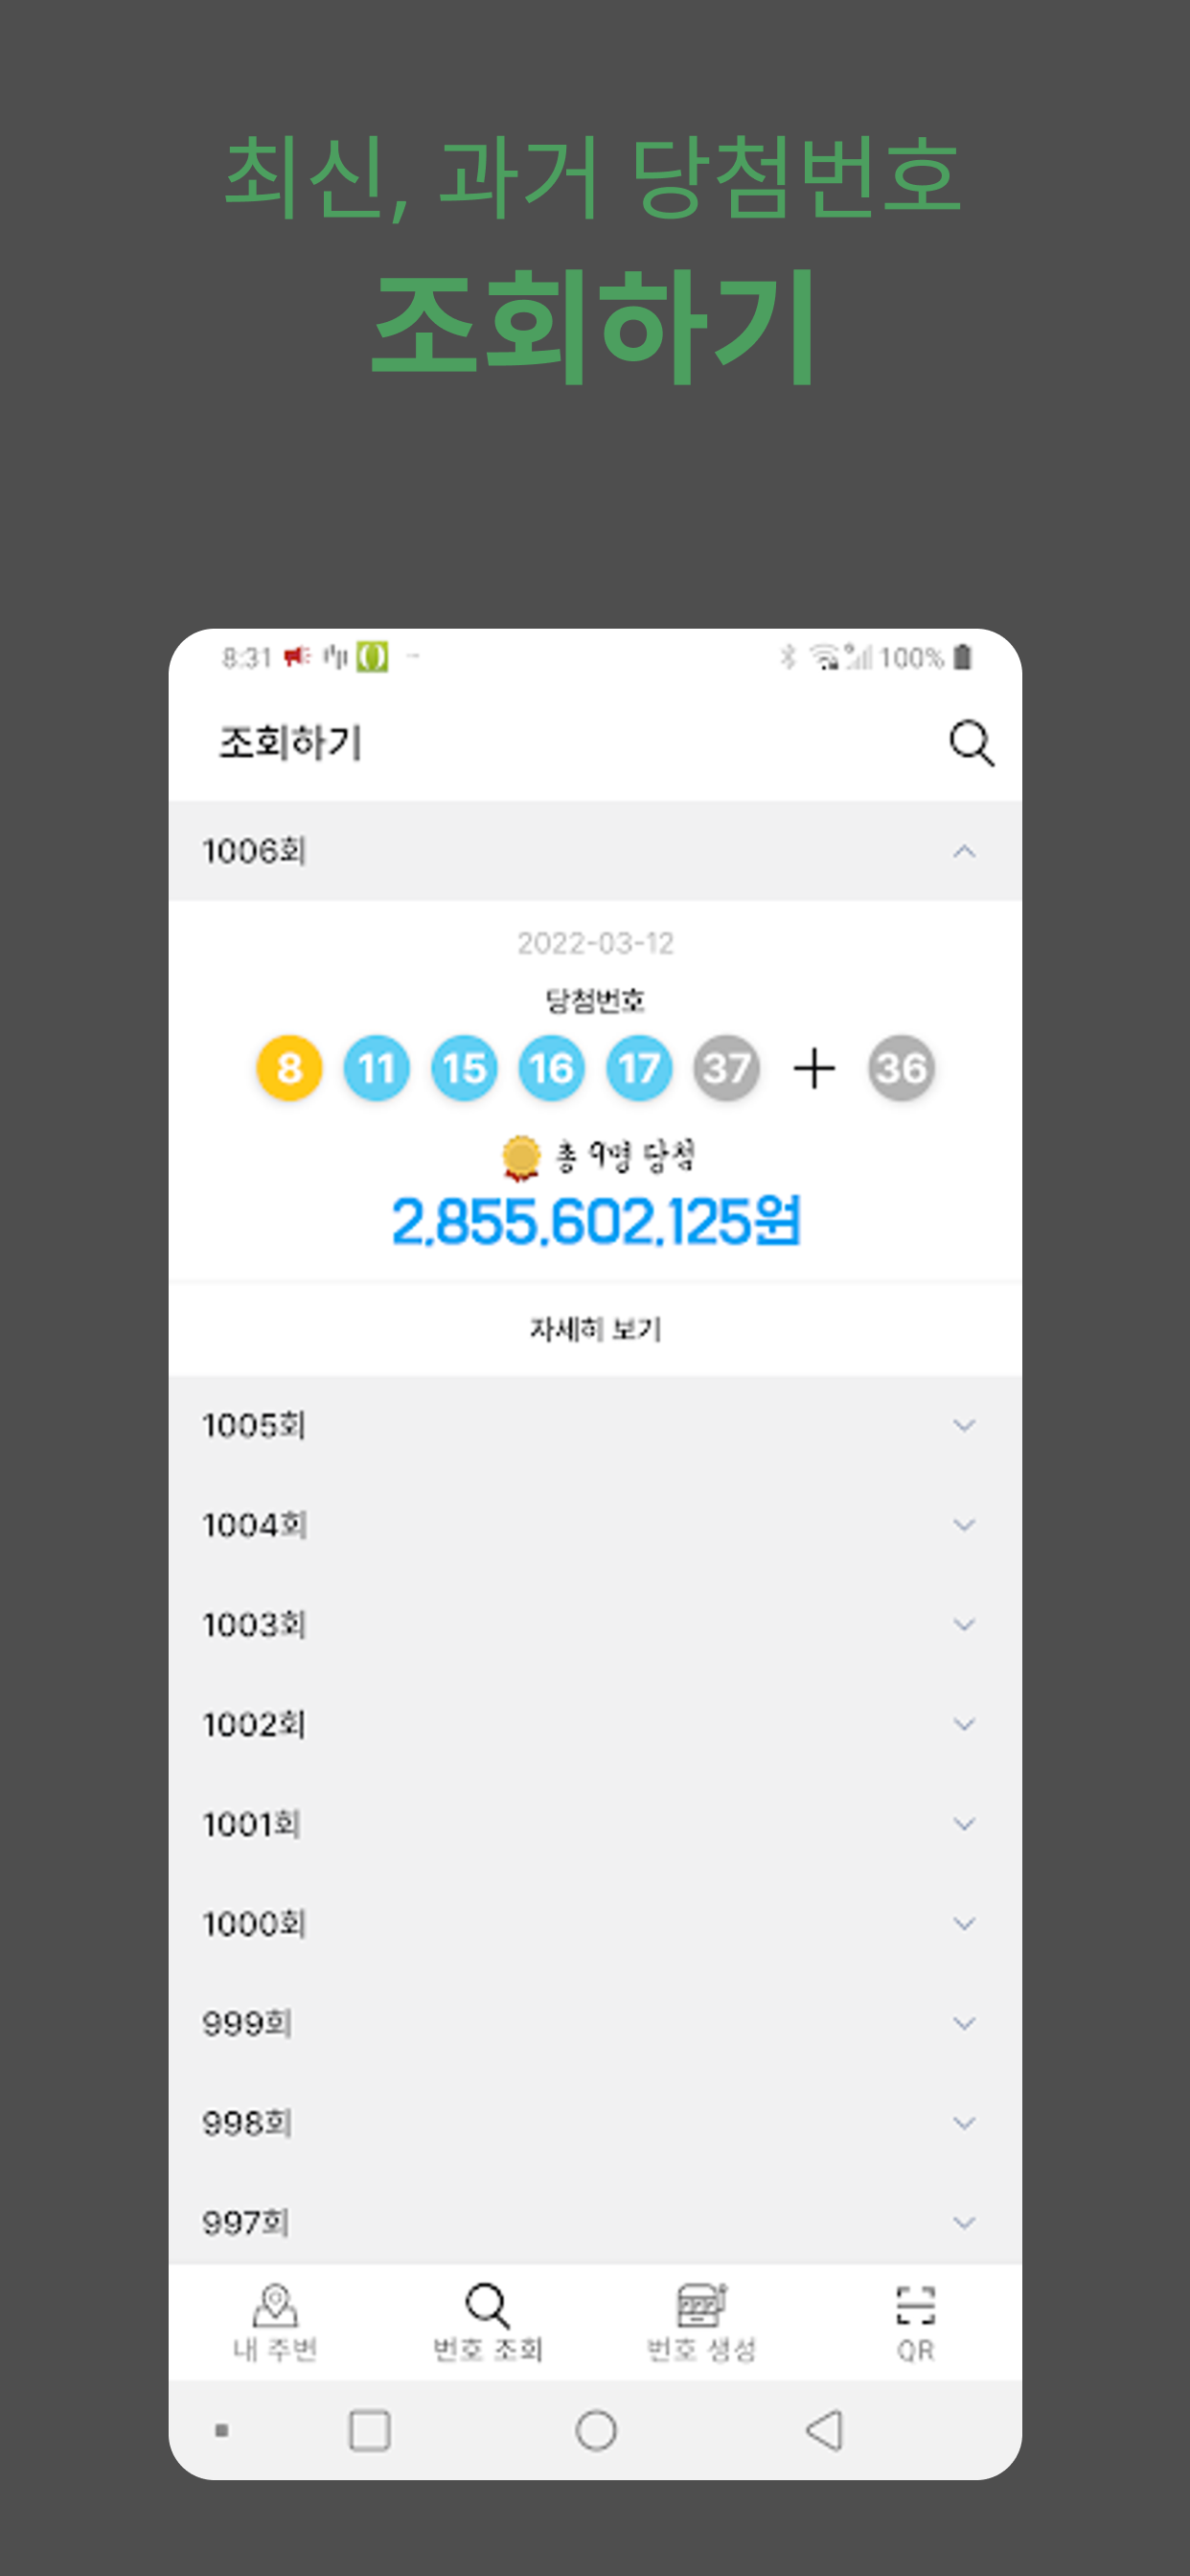 최신, 과거 당첨번호
조회하기
8:31 100%
조회하기
1006회
2022-03-12
당첨번호
8 11 15 16 17 37 + 36
총 9명 당첨
2,855,602,125원
자세히 보기
1005회
1004회
1003회
1002회
1001회
1000회
999회
998회
997회
내 주변 번호 조회 번호 생성 QR